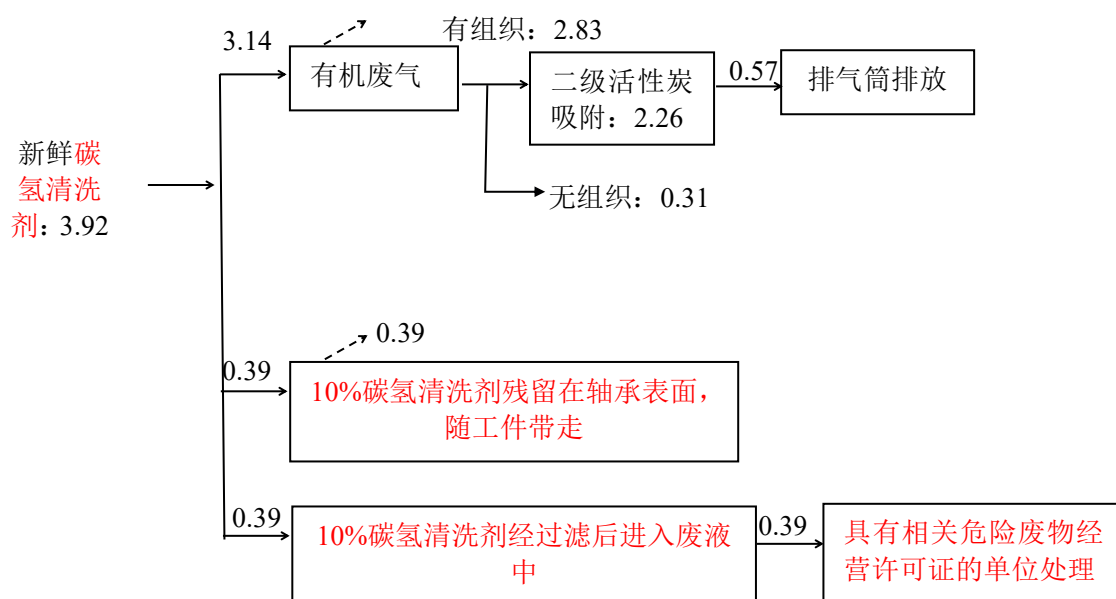 3.14
有组织：2.83
有机废气
二级活性炭
吸附：2.26
0.57
排气筒排放
新鲜碳
氢清洗
剂：3.92
无组织：0.31
0.39
0.39
10%碳氢清洗剂残留在轴承表面，
随工件带走
0.39
10%碳氢清洗剂经过滤后进入废液
中
0.39
具有相关危险废物经
营许可证的单位处理